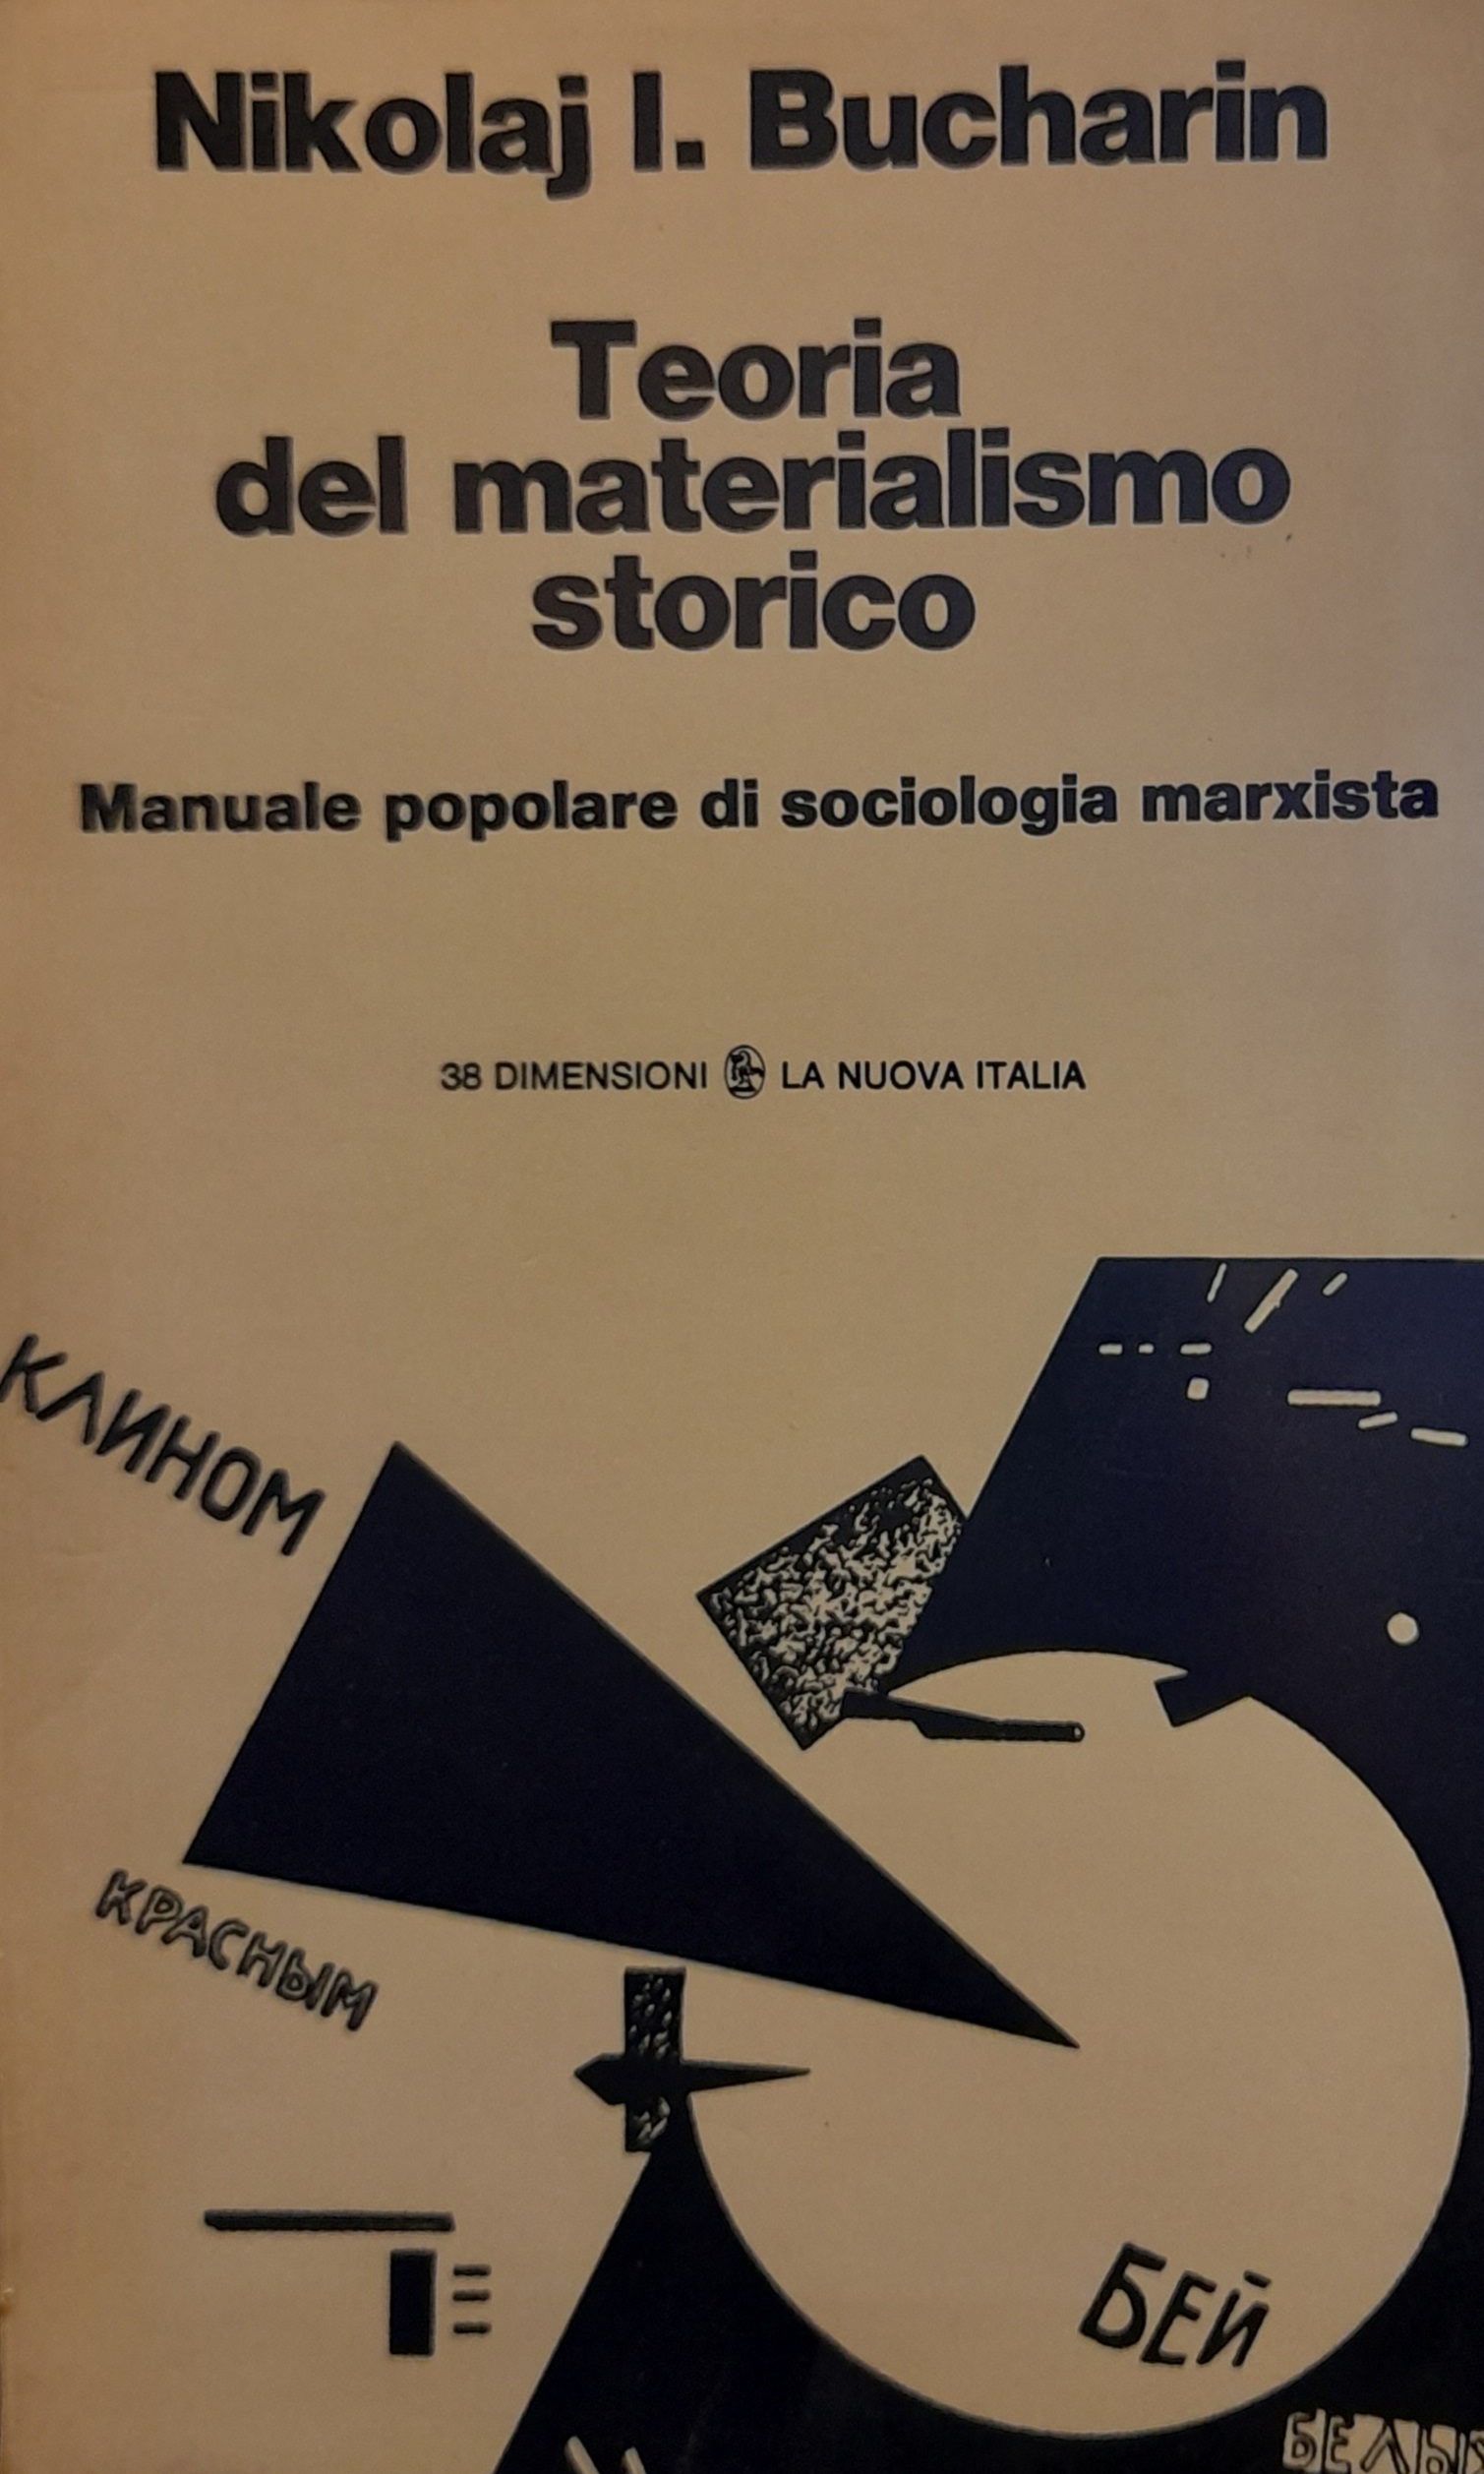 Nikolaj I. Bucharin
Teoria
del materialismo
storico
Manuale popolare di sociologia marxista
38 DIMENSIONI LA NUOVA ITALIA
КЛИНОМ
КРАСНЫМ
БЕЙ